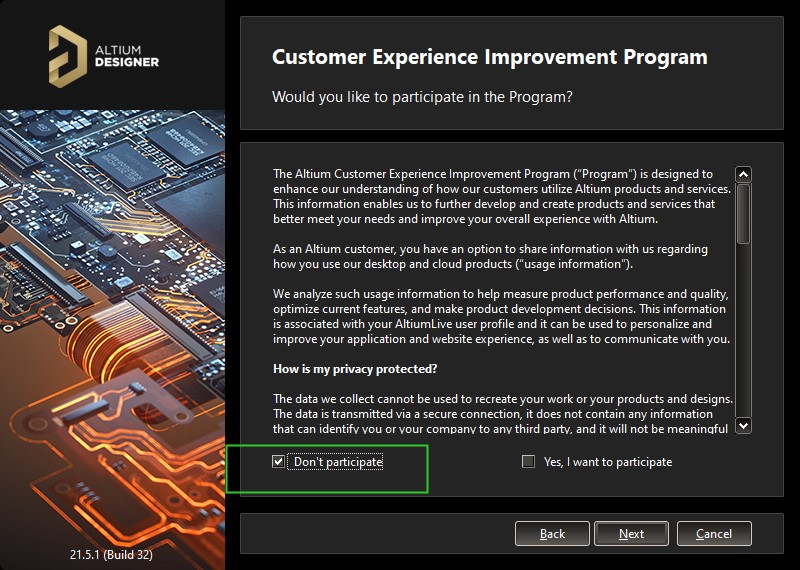 ALTIUM
DESIGNER
Customer Experience Improvement Program
Would you like to participate in the Program?
The Altium Customer Experience Improvement Program (“Program”) is designed to
enhance our understanding of how our customers utilize Altium products and services.
This information enables us to further develop and create products and services that
better meet your needs and improve your overall experience with Altium.
As an Altium customer, you have an option to share information with us regarding
how you use our desktop and cloud products (“usage information”).
We analyze such usage information to help measure product performance and quality,
optimize current features, and make product development decisions. This information
is associated with your AltiumLive user profile and it can be used to personalize and
improve your application and website experience, as well as to communicate with you.
How is my privacy protected?
The data we collect cannot be used to recreate your work or your products and designs.
The data is transmitted via a secure connection, it does not contain any information
that can identify you or your company to any third party, and it will not be meaningful
Don't participate
Yes, I want to participate
Back
Next
Cancel
21.5.1 (Build 32)